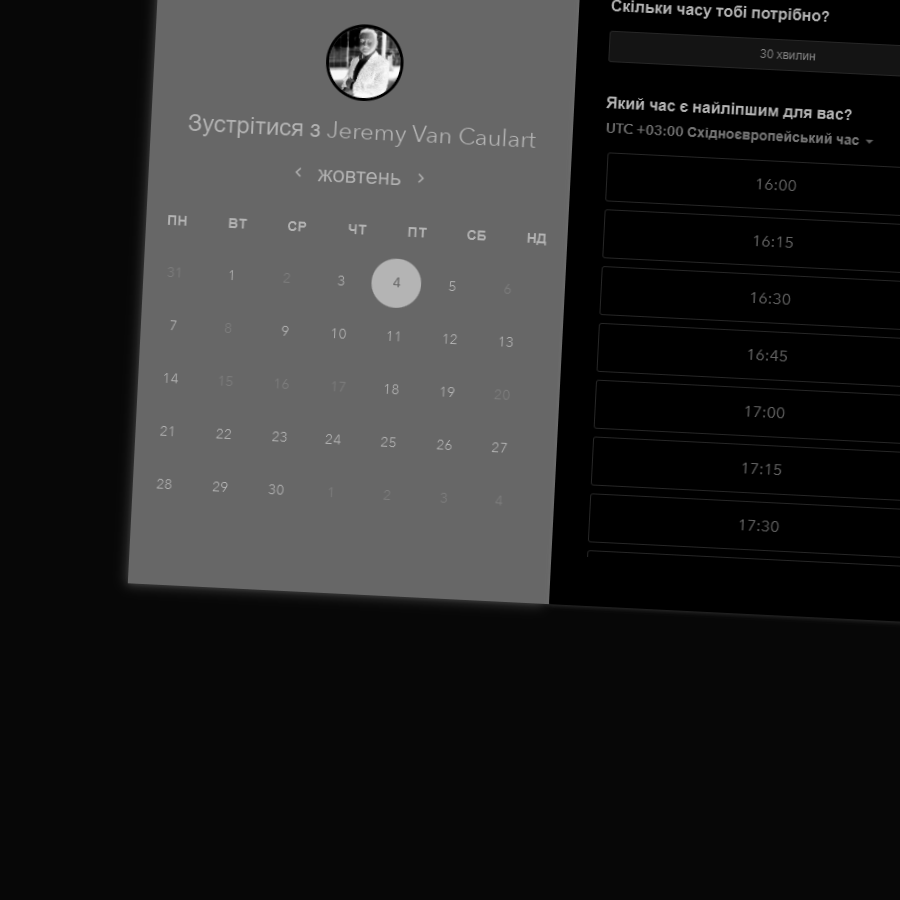 Зустрітися з Jeremy Van Caulart
жовтень
ПН ВТ СР ЧТ ПТ СБ НД
31 1 2 3 4 5 6
7 8 9 10 11 12 13
14 15 16 17 18 19 20
21 22 23 24 25 26 27
28 29 30 1 2 3 4
Скільки часу тобі потрібно?
30 хвилин
Який час є найліпшим для вас?
UTC +03:00 Східноєвропейський час
16:00
16:15
16:30
16:45
17:00
17:15
17:30